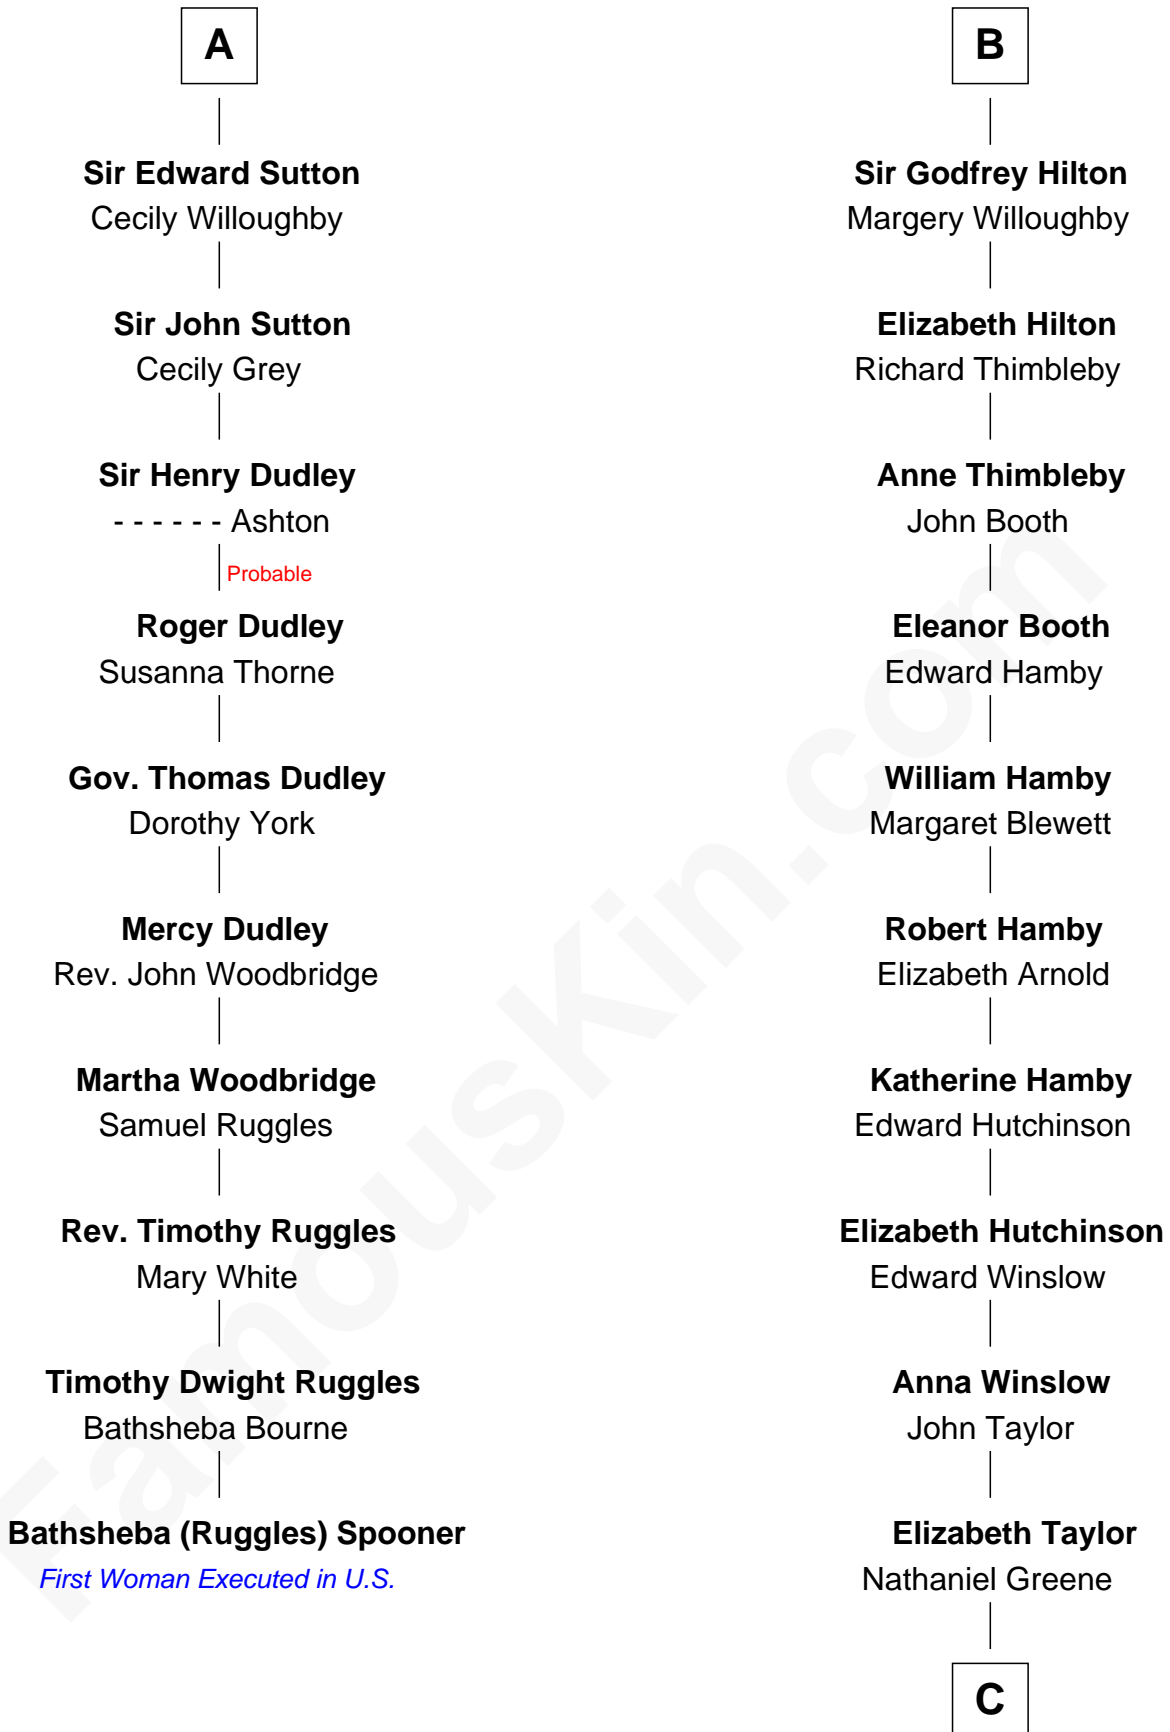 A
Sir Edward Sutton
Cecily Willoughby
Sir John Sutton
Cecily Grey
Sir Henry Dudley
- - - - - - Ashton
Probable
Roger Dudley
Susanna Thorne
Gov. Thomas Dudley
Dorothy York
Mercy Dudley
Rev. John Woodbridge
Martha Woodbridge
Samuel Ruggles
Rev. Timothy Ruggles
Mary White
Timothy Dwight Ruggles
Bathsheba Bourne
Bathsheba (Ruggles) Spooner
First Woman Executed in U.S.
B
Sir Godfrey Hilton
Margery Willoughby
Elizabeth Hilton
Richard Thimbleby
Anne Thimbleby
John Booth
Eleanor Booth
Edward Hamby
William Hamby
Margaret Blewett
Robert Hamby
Elizabeth Arnold
Katherine Hamby
Edward Hutchinson
Elizabeth Hutchinson
Edward Winslow
Anna Winslow
John Taylor
Elizabeth Taylor
Nathaniel Greene
C
FamousKin.com